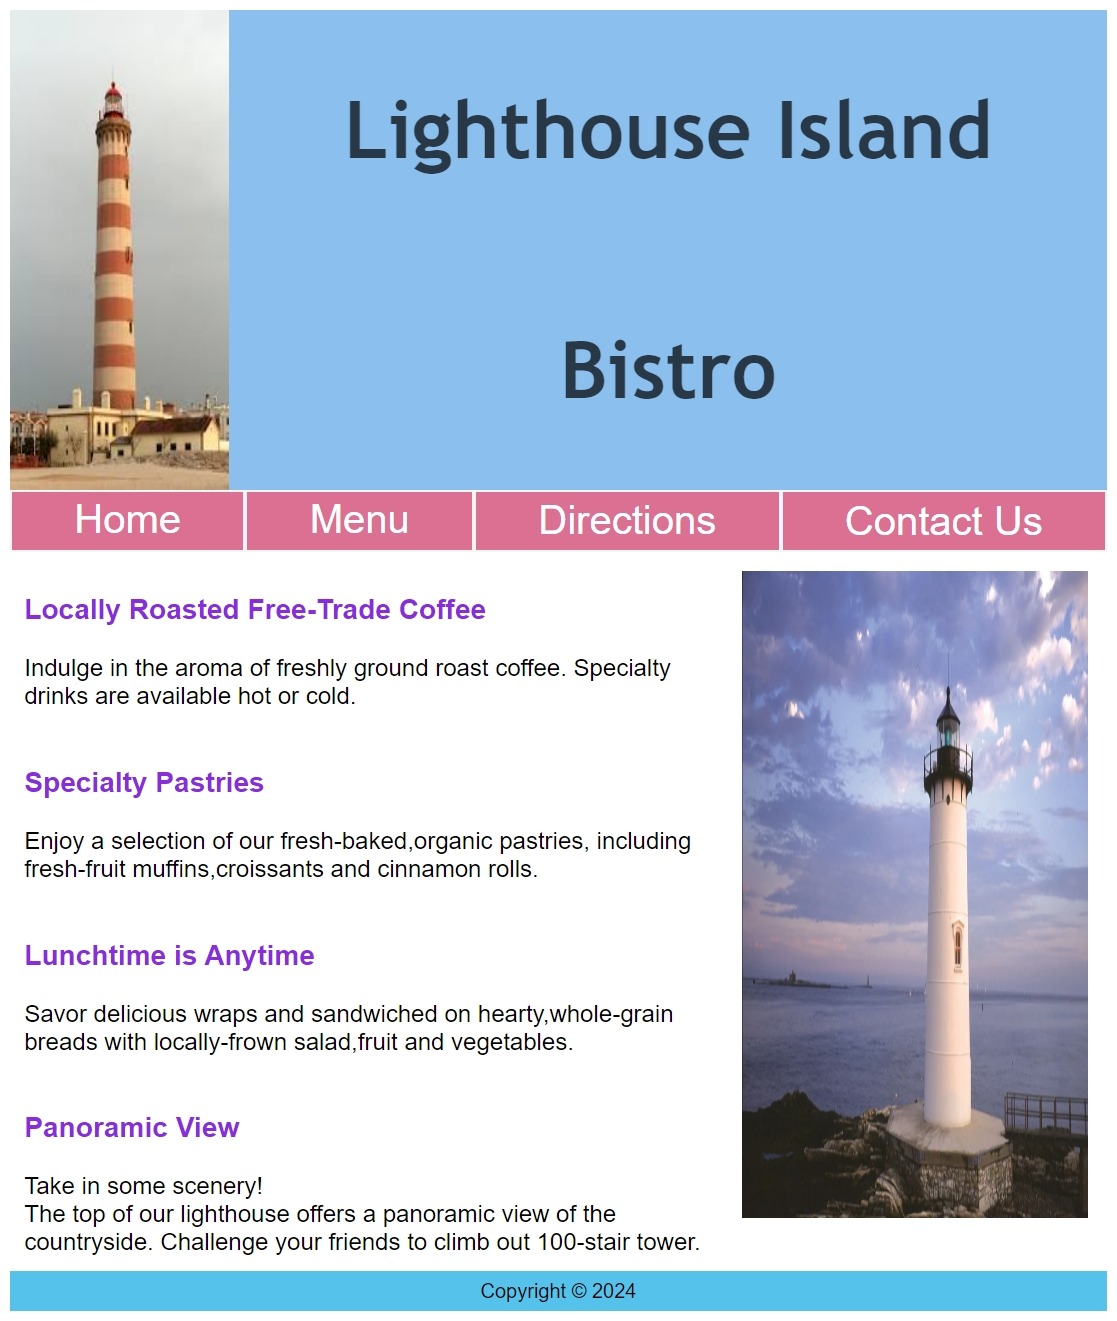 Lighthouse Island
Bistro
Home Menu Directions Contact Us
Locally Roasted Free-Trade Coffee
Indulge in the aroma of freshly ground roast coffee. Specialty
drinks are available hot or cold.
Specialty Pastries
Enjoy a selection of our fresh-baked,organic pastries, including
fresh-fruit muffins,croissants and cinnamon rolls.
Lunchtime is Anytime
Savor delicious wraps and sandwiched on hearty,whole-grain
breads with locally-frown salad,fruit and vegetables.
Panoramic View
Take in some scenery!
The top of our lighthouse offers a panoramic view of the
countryside. Challenge your friends to climb out 100-stair tower.
Copyright © 2024